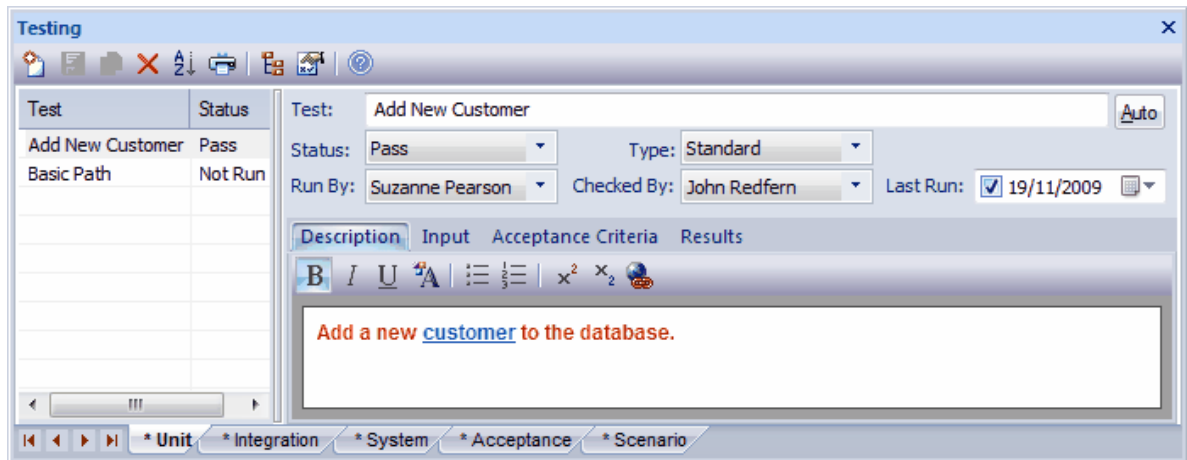 Testing
Test Status
Add New Customer Pass
Basic Path Not Run
Test: Add New Customer Auto
Status: Pass Type: Standard
Run By: Suzanne Pearson Checked By: John Redfern Last Run: 19/11/2009
Description Input Acceptance Criteria Results
B I U A x² x₂
Add a new customer to the database.
* Unit * Integration * System * Acceptance * Scenario